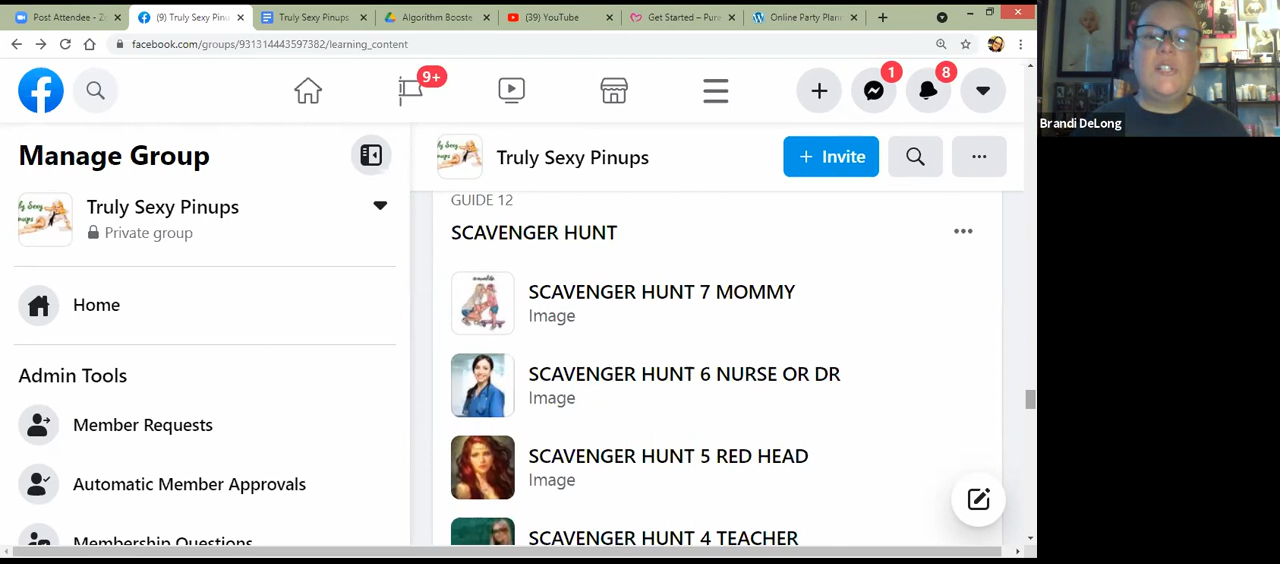 Post Attendee - Zo
(9) Truly Sexy Pinu
Truly Sexy Pinups
Algorithm Booste
(39) YouTube
Get Started – Pure
Online Party Plan
facebook.com/groups/931314443597382/learning_content
9+
1
8
Brandi DeLong
Manage Group
Truly Sexy Pinups
Private group
Home
Admin Tools
Member Requests
Automatic Member Approvals
Membership Questions
Truly Sexy Pinups
+ Invite
GUIDE 12
SCAVENGER HUNT
SCAVENGER HUNT 7 MOMMY
Image
SCAVENGER HUNT 6 NURSE OR DR
Image
SCAVENGER HUNT 5 RED HEAD
Image
SCAVENGER HUNT 4 TEACHER